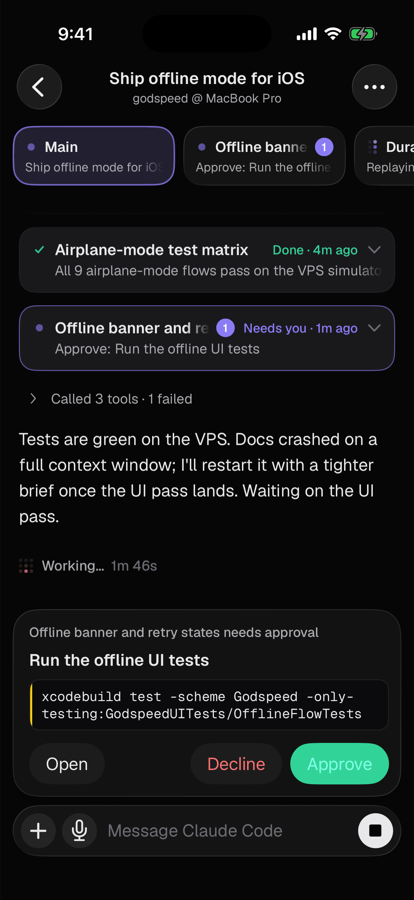 9:41
Ship offline mode for iOS
godspeed @ MacBook Pro
Main
Ship offline mode for iOS
Offline banne 1
Approve: Run the offline
Dura
Replayin
Airplane-mode test matrix Done · 4m ago
All 9 airplane-mode flows pass on the VPS simulato
Offline banner and re 1 Needs you · 1m ago
Approve: Run the offline UI tests
Called 3 tools · 1 failed
Tests are green on the VPS. Docs crashed on a
full context window; I'll restart it with a tighter
brief once the UI pass lands. Waiting on the UI
pass.
Working... 1m 46s
Offline banner and retry states needs approval
Run the offline UI tests
xcodebuild test -scheme Godspeed -only-
testing:GodspeedUITests/OfflineFlowTests
Open Decline Approve
Message Claude Code